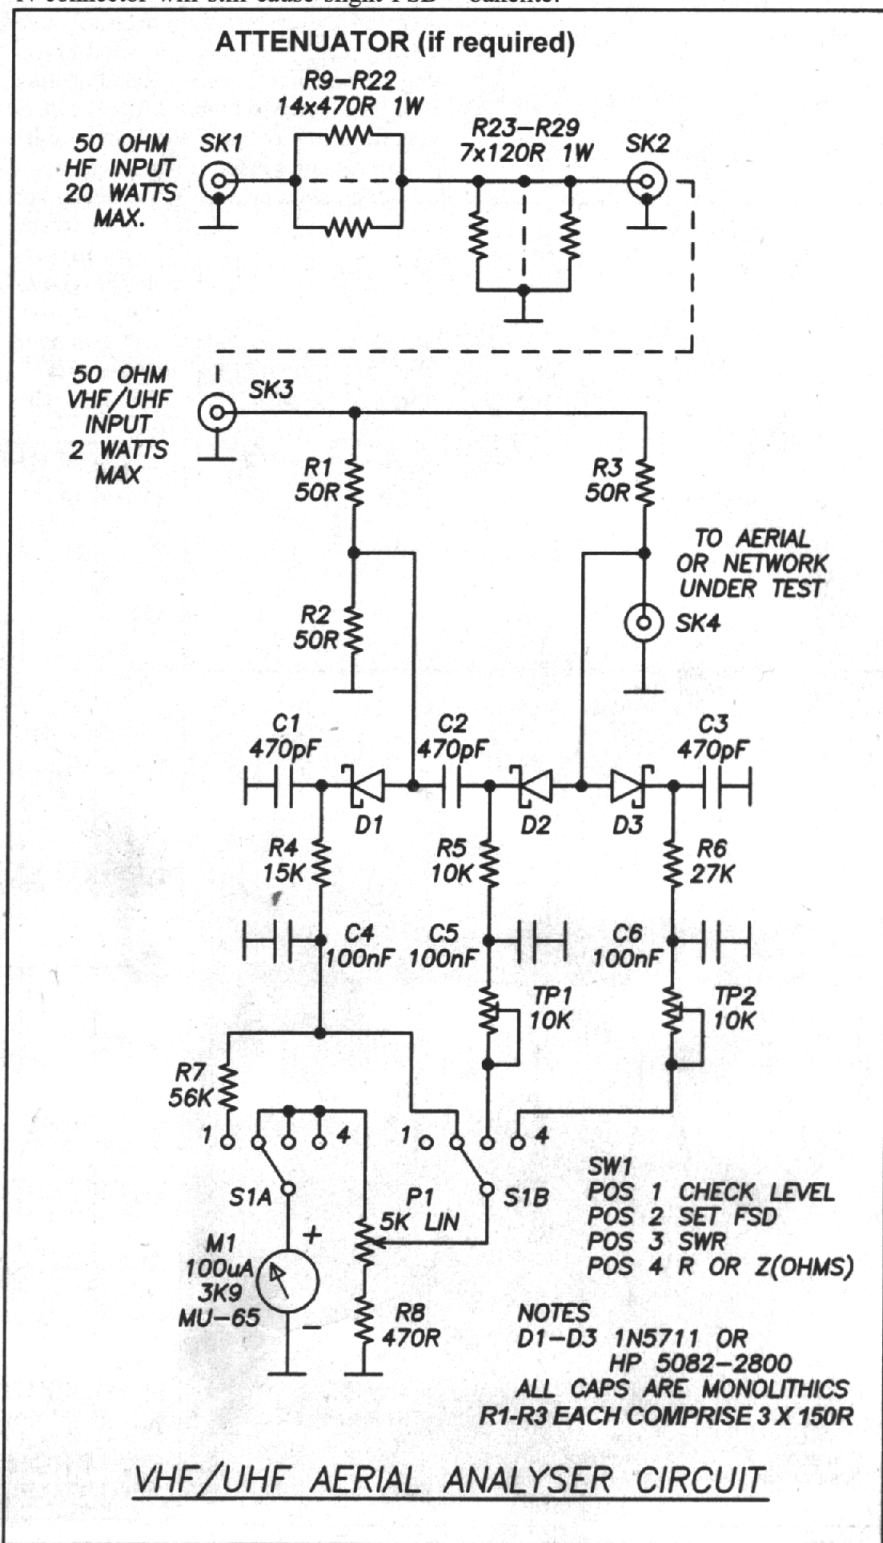 N connector will still cause slight FSD
ATTENUATOR (if required)
R9-R22
14x470R 1W
50 OHM
HF INPUT
20 WATTS
MAX.
SK1
R23-R29
7x120R 1W
SK2
50 OHM
VHF/UHF
INPUT
2 WATTS
MAX
SK3
R1
50R
R3
50R
TO AERIAL
OR NETWORK
UNDER TEST
R2
50R
SK4
C1
470pF
C2
470pF
C3
470pF
D1
D2
D3
R4
15K
R5
10K
R6
27K
C4
100nF
C5
100nF
C6
100nF
TP1
10K
TP2
10K
R7
56K
1
4
1
4
S1A
P1
5K LIN
S1B
SW1
POS 1 CHECK LEVEL
POS 2 SET FSD
POS 3 SWR
POS 4 R OR Z(OHMS)
M1
100uA
3K9
MU-65
+
-
R8
470R
NOTES
D1-D3 1N5711 OR
HP 5082-2800
ALL CAPS ARE MONOLITHICS
R1-R3 EACH COMPRISE 3 X 150R
VHF/UHF AERIAL ANALYSER CIRCUIT